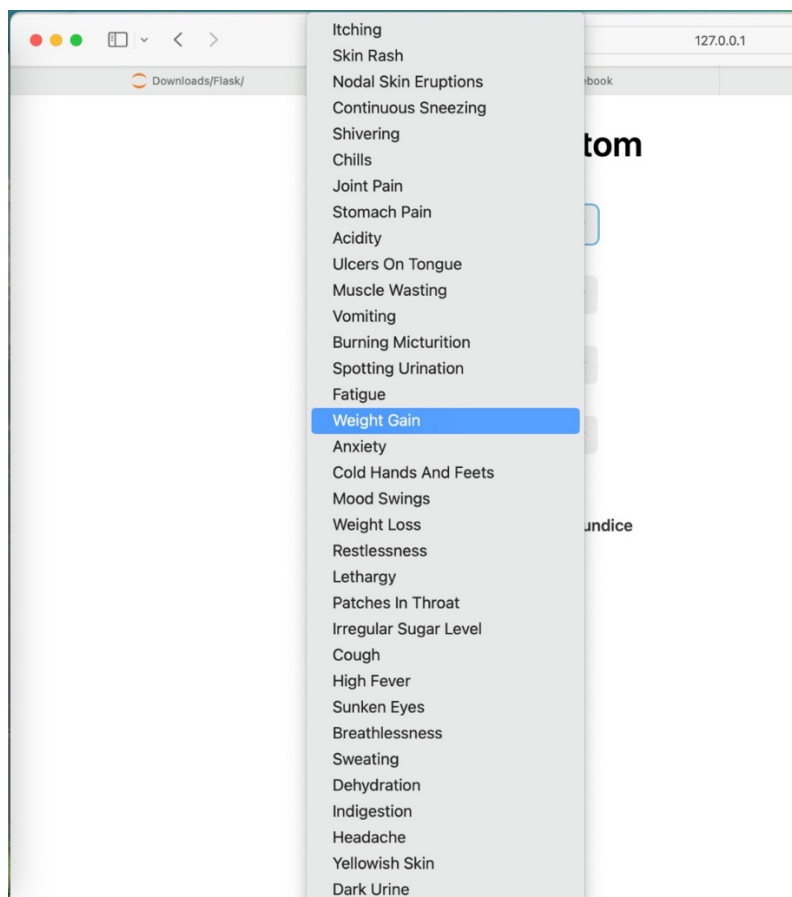 127.0.0.1
Downloads/Flask/
ebook
tom
Itching
Skin Rash
Nodal Skin Eruptions
Continuous Sneezing
Shivering
Chills
Joint Pain
Stomach Pain
Acidity
Ulcers On Tongue
Muscle Wasting
Vomiting
Burning Micturition
Spotting Urination
Fatigue
Weight Gain
Anxiety
Cold Hands And Feets
Mood Swings
Weight Loss
Restlessness
Lethargy
Patches In Throat
Irregular Sugar Level
Cough
High Fever
Sunken Eyes
Breathlessness
Sweating
Dehydration
Indigestion
Headache
Yellowish Skin
Dark Urine
undice